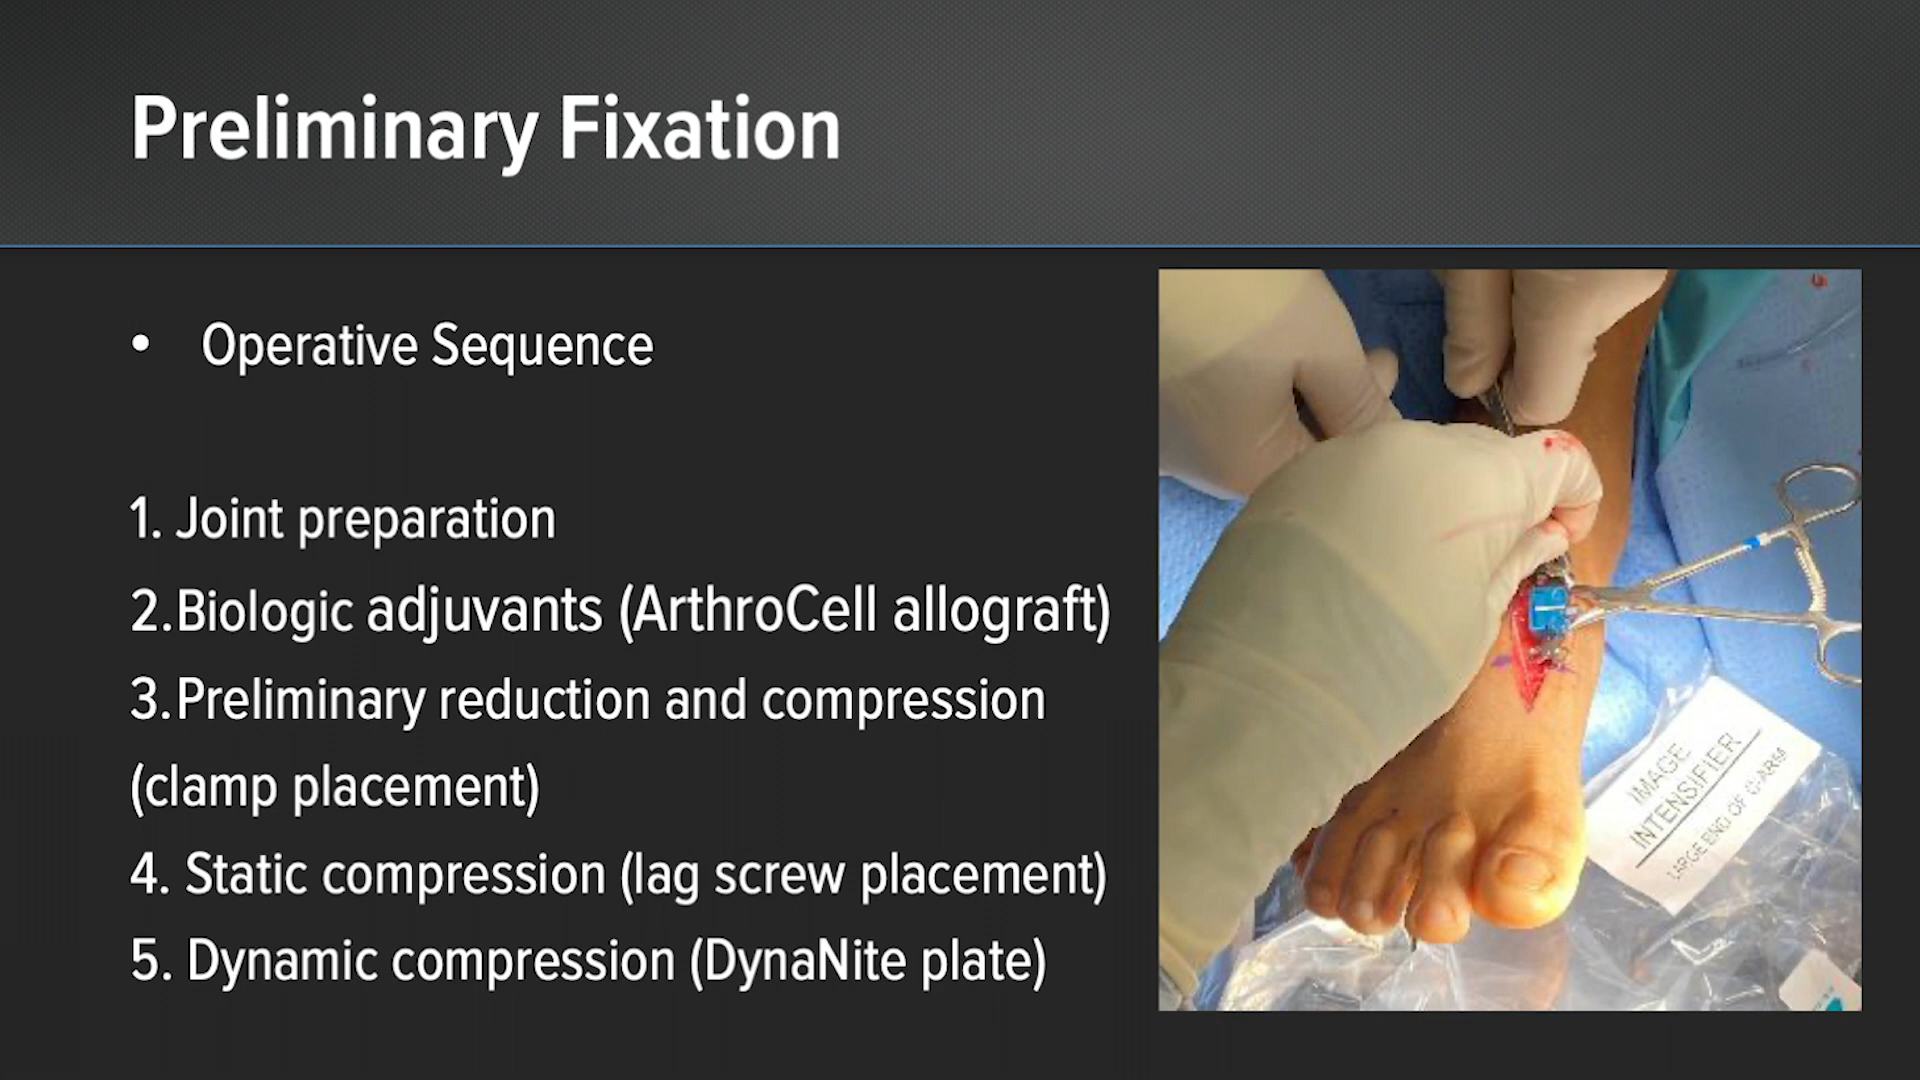 Preliminary Fixation
• Operative Sequence
1. Joint preparation
2.Biologic adjuvants (ArthroCell allograft)
3.Preliminary reduction and compression
(clamp placement)
4. Static compression (lag screw placement)
5. Dynamic compression (DynaNite plate)
IMAGE
INTENSIFIER
LARGE END OF C-ARM